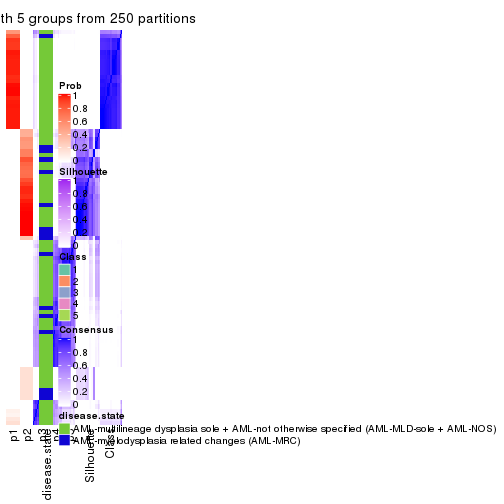 th 5 groups from 250 partitions
Prob
1
0.8
0.6
0.4
0.2
0
Silhouette
1
0.8
0.6
0.4
0.2
0
Class
1
2
3
4
5
Consensus
1
0.8
0.6
0.4
0.2
0
disease.state
AML-multilineage dysplasia sole + AML-not otherwise specified (AML-MLD-sole + AML-NOS)
AML-myelodysplasia related changes (AML-MRC)
p1
p2
p3
disease.state
Silhouette
Class